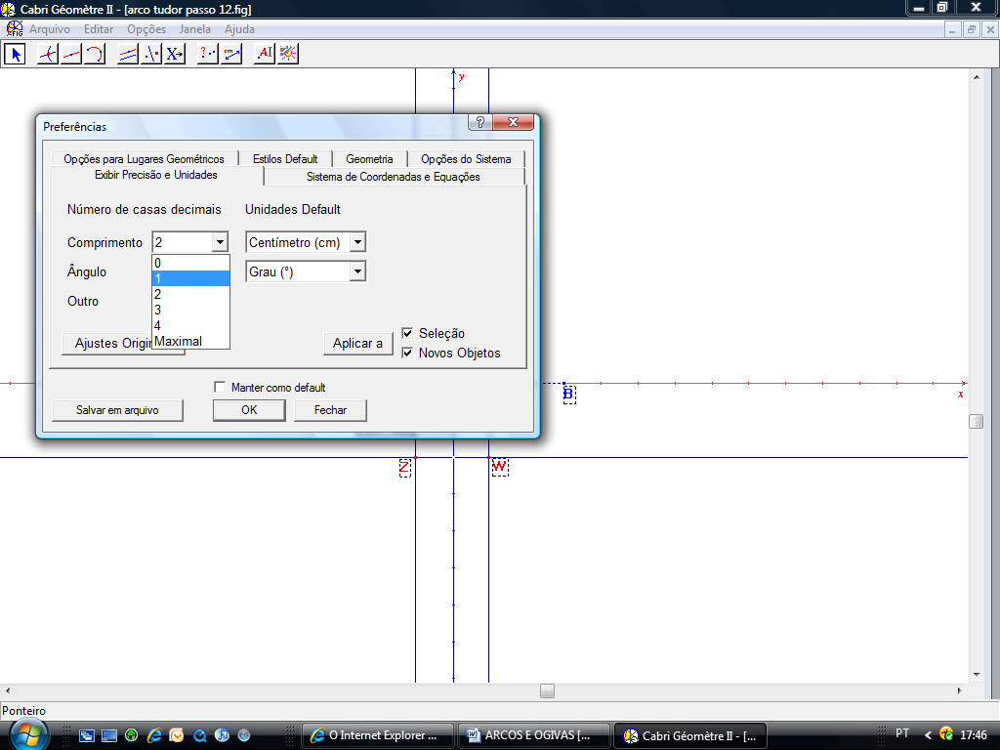 Cabri Géomètre II - [arco tudor passo 12.fig]
Arquivo Editar Opções Janela Ajuda
y
Preferências
Opções para Lugares Geométricos Estilos Default Geometria Opções do Sistema
Exibir Precisão e Unidades Sistema de Coordenadas e Equações
Número de casas decimais Unidades Default
Comprimento 2 Centímetro (cm)
0
Ângulo 1 Grau (°)
2
Outro 3
4
Maximal
Ajustes Origin Aplicar a Seleção
Novos Objetos
Manter como default
Salvar em arquivo OK Fechar
B x
Z W
Ponteiro
O Internet Explorer ... ARCOS E OGIVAS [... Cabri Géomètre II - [... PT 17:46